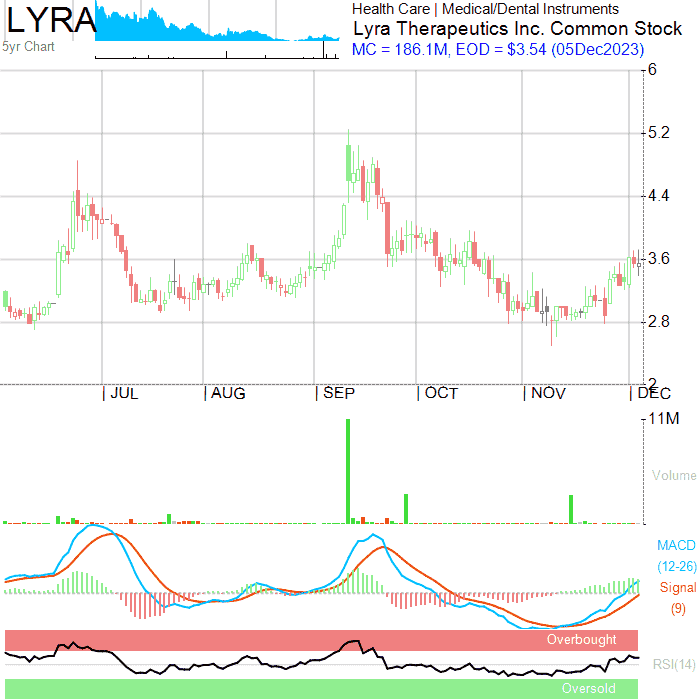 LYRA
5yr Chart
Health Care | Medical/Dental Instruments
Lyra Therapeutics Inc. Common Stock
MC = 186.1M, EOD = $3.54 (05Dec2023)
6
5.2
4.4
3.6
2.8
2
| JUL | AUG | SEP | OCT | NOV | DEC
11M
Volume
MACD
(12-26)
Signal
(9)
Overbought
RSI(14)
Oversold